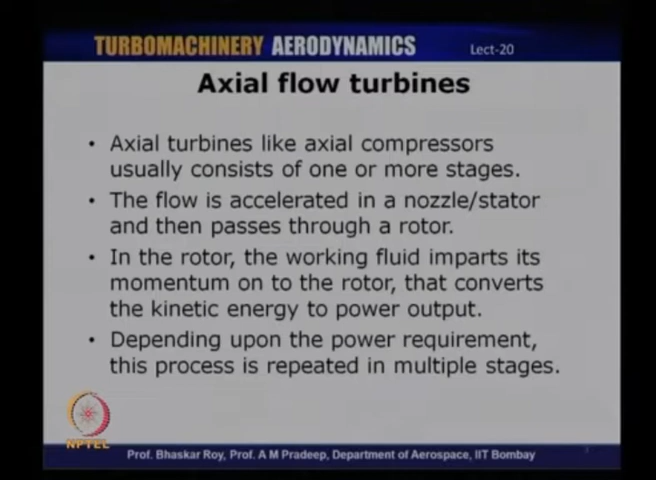 TURBOMACHINERY AERODYNAMICS Lect-20
Axial flow turbines
• Axial turbines like axial compressors
usually consists of one or more stages.
• The flow is accelerated in a nozzle/stator
and then passes through a rotor.
• In the rotor, the working fluid imparts its
momentum on to the rotor, that converts
the kinetic energy to power output.
• Depending upon the power requirement,
this process is repeated in multiple stages.
NPTEL
Prof. Bhaskar Roy, Prof. A M Pradeep, Department of Aerospace, IIT Bombay